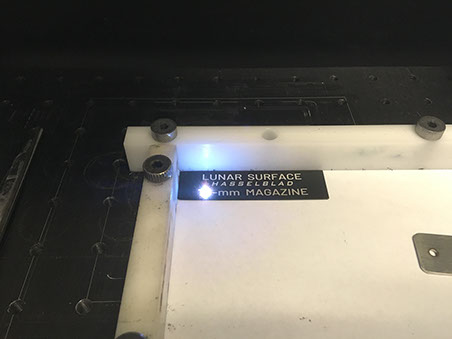 LUNAR SURFACE
HASSELBLAD
-mm MAGAZINE